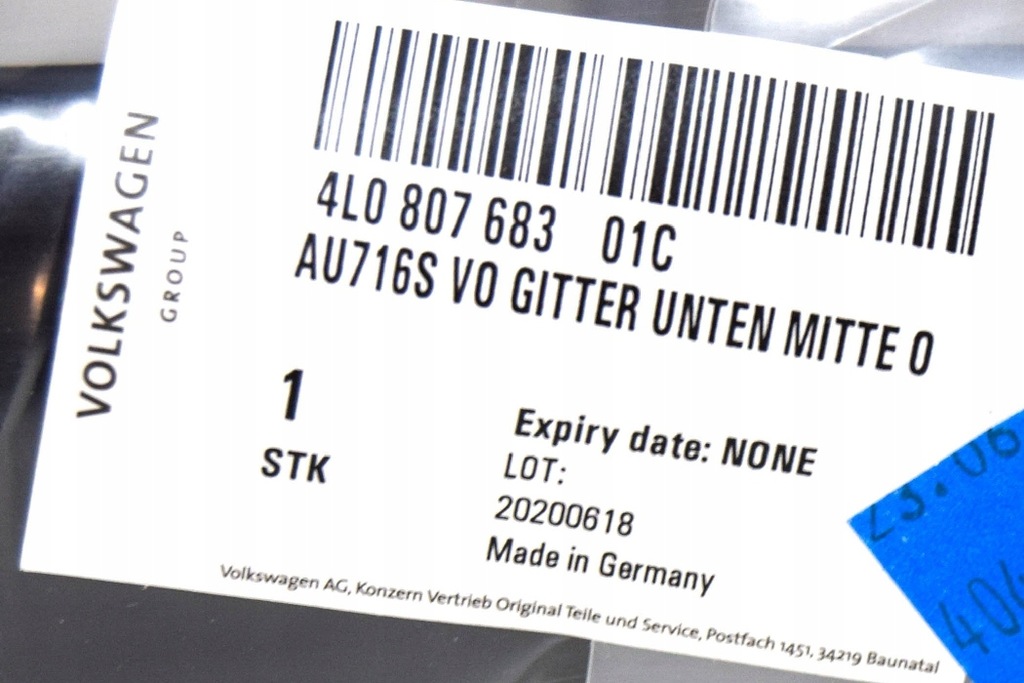 VOLKSWAGEN
GROUP
4L0 807 683 01C
AU716S VO GITTER UNTEN MITTE O
1
STK
Expiry date: NONE
LOT:
20200618
Made in Germany
Volkswagen AG, Konzern Vertrieb Original Teile und Service, Postfach 1451, 34219 Baunatal